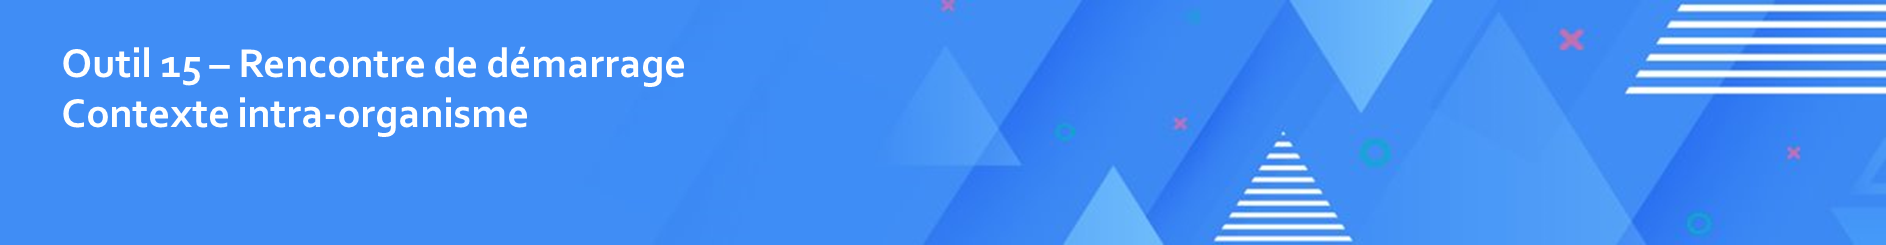 Outil 15 – Rencontre de démarrage
Contexte intra-organisme